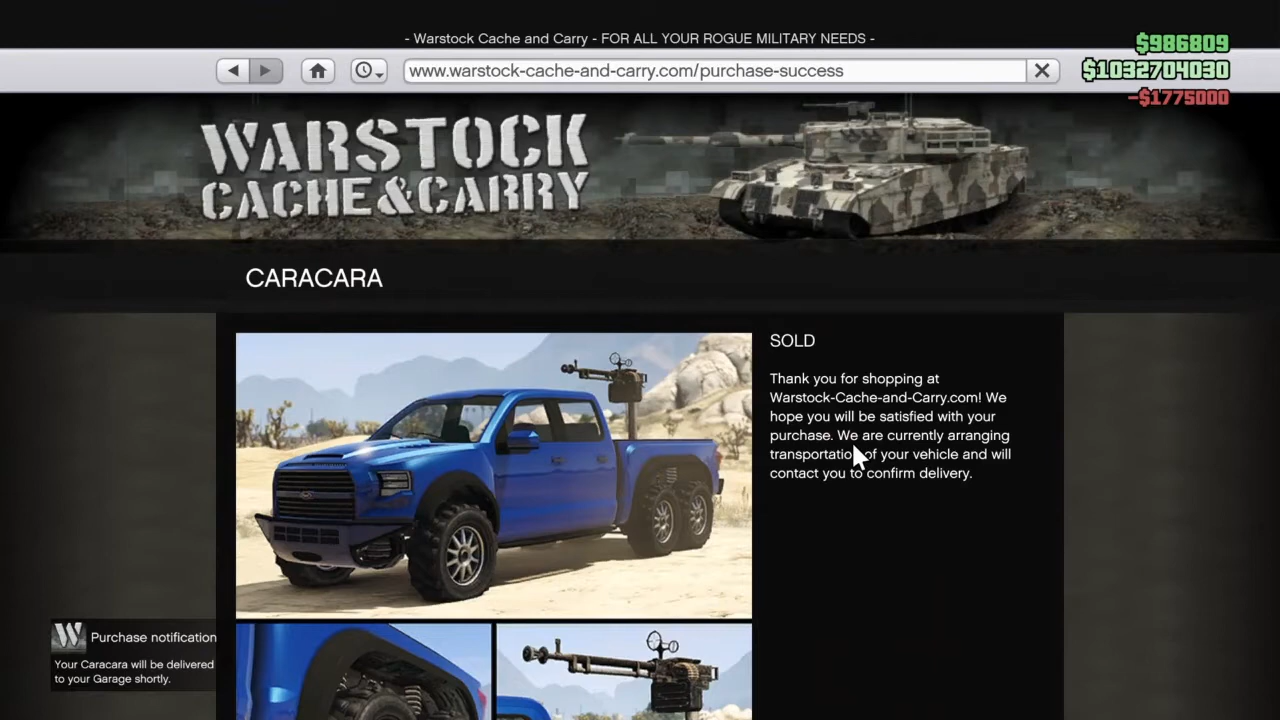 - Warstock Cache and Carry - FOR ALL YOUR ROGUE MILITARY NEEDS -
$986809
www.warstock-cache-and-carry.com/purchase-success
$1032704030
-$1775000
WARSTOCK
CACHE&CARRY
CARACARA
SOLD
Thank you for shopping at
Warstock-Cache-and-Carry.com! We
hope you will be satisfied with your
purchase. We are currently arranging
transportation of your vehicle and will
contact you to confirm delivery.
W
Purchase notification
Your Caracara will be delivered
to your Garage shortly.